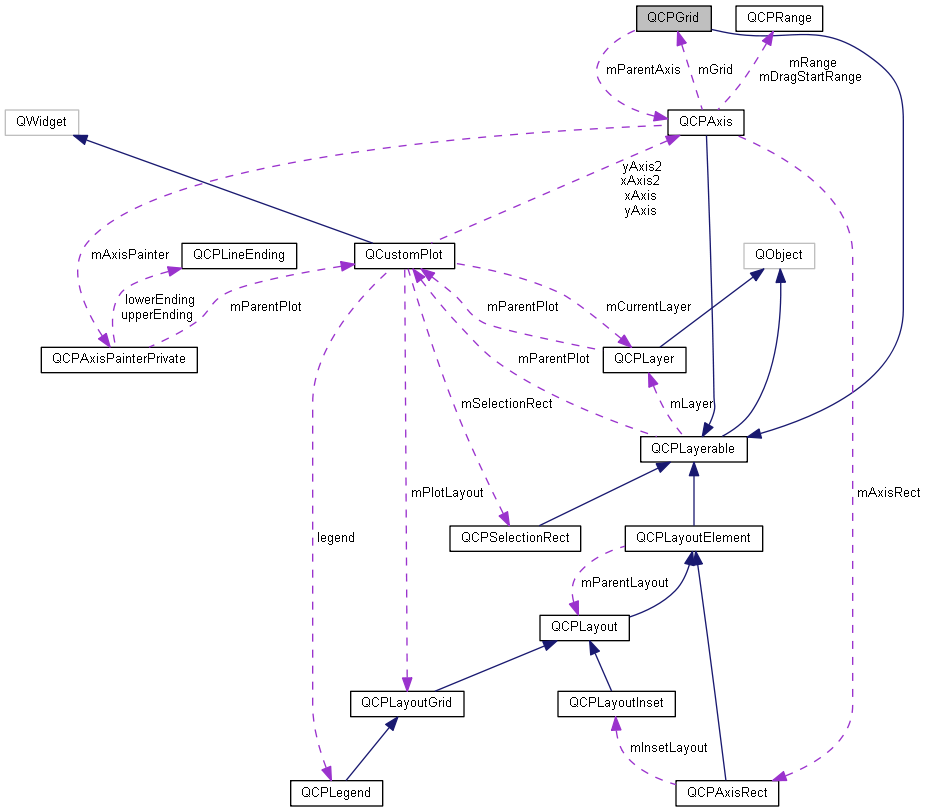 QCPGrid
QCPRange
mParentAxis
mGrid
mRange
mDragStartRange
QWidget
QCPAxis
yAxis2
xAxis2
xAxis
yAxis
mAxisPainter
QCPLineEnding
QCustomPlot
QObject
lowerEnding
upperEnding
mParentPlot
mParentPlot
mCurrentLayer
QCPAxisPainterPrivate
QCPLayer
mParentPlot
mSelectionRect
mLayer
QCPLayerable
mPlotLayout
mAxisRect
legend
QCPSelectionRect
QCPLayoutElement
mParentLayout
QCPLayout
QCPLayoutGrid
QCPLayoutInset
mInsetLayout
QCPLegend
QCPAxisRect